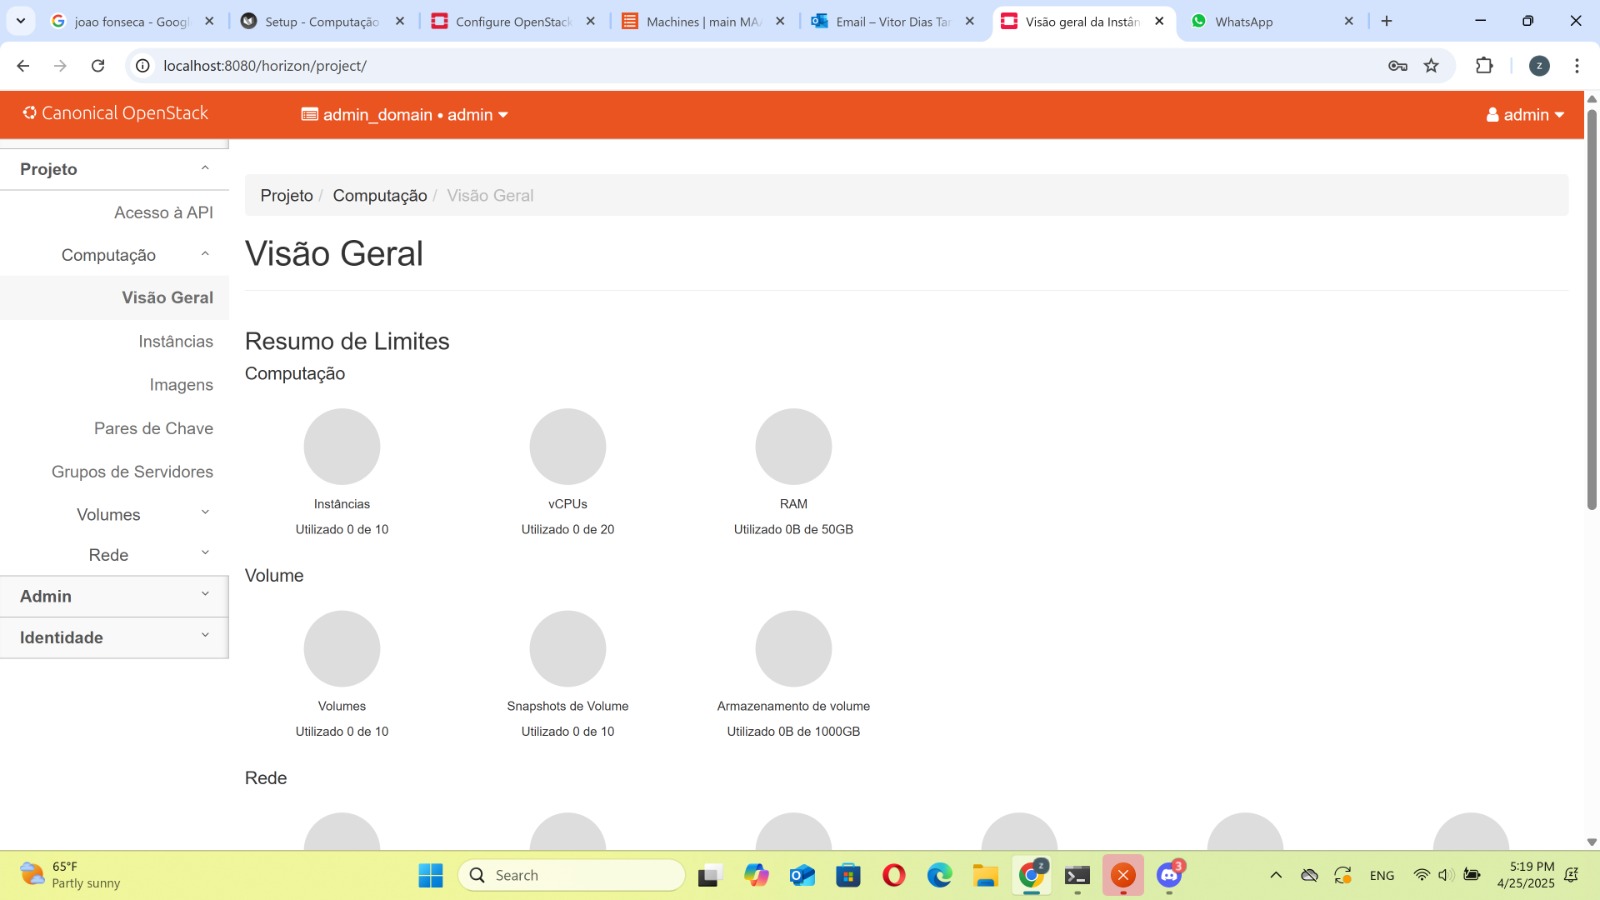 joao fonseca - Googl
Setup - Computação
Configure OpenStack
Machines | main MA
Email – Vitor Dias Ta
Visão geral da Instân
WhatsApp
localhost:8080/horizon/project/
z
Canonical OpenStack
admin_domain • admin
admin
Projeto
Acesso à API
Computação
Visão Geral
Instâncias
Imagens
Pares de Chave
Grupos de Servidores
Volumes
Rede
Admin
Identidade
Projeto / Computação / Visão Geral
Visão Geral
Resumo de Limites
Computação
Instâncias
Utilizado 0 de 10
vCPUs
Utilizado 0 de 20
RAM
Utilizado 0B de 50GB
Volume
Volumes
Utilizado 0 de 10
Snapshots de Volume
Utilizado 0 de 10
Armazenamento de volume
Utilizado 0B de 1000GB
Rede
65°F
Partly sunny
Search
z
3
ENG
5:19 PM
4/25/2025